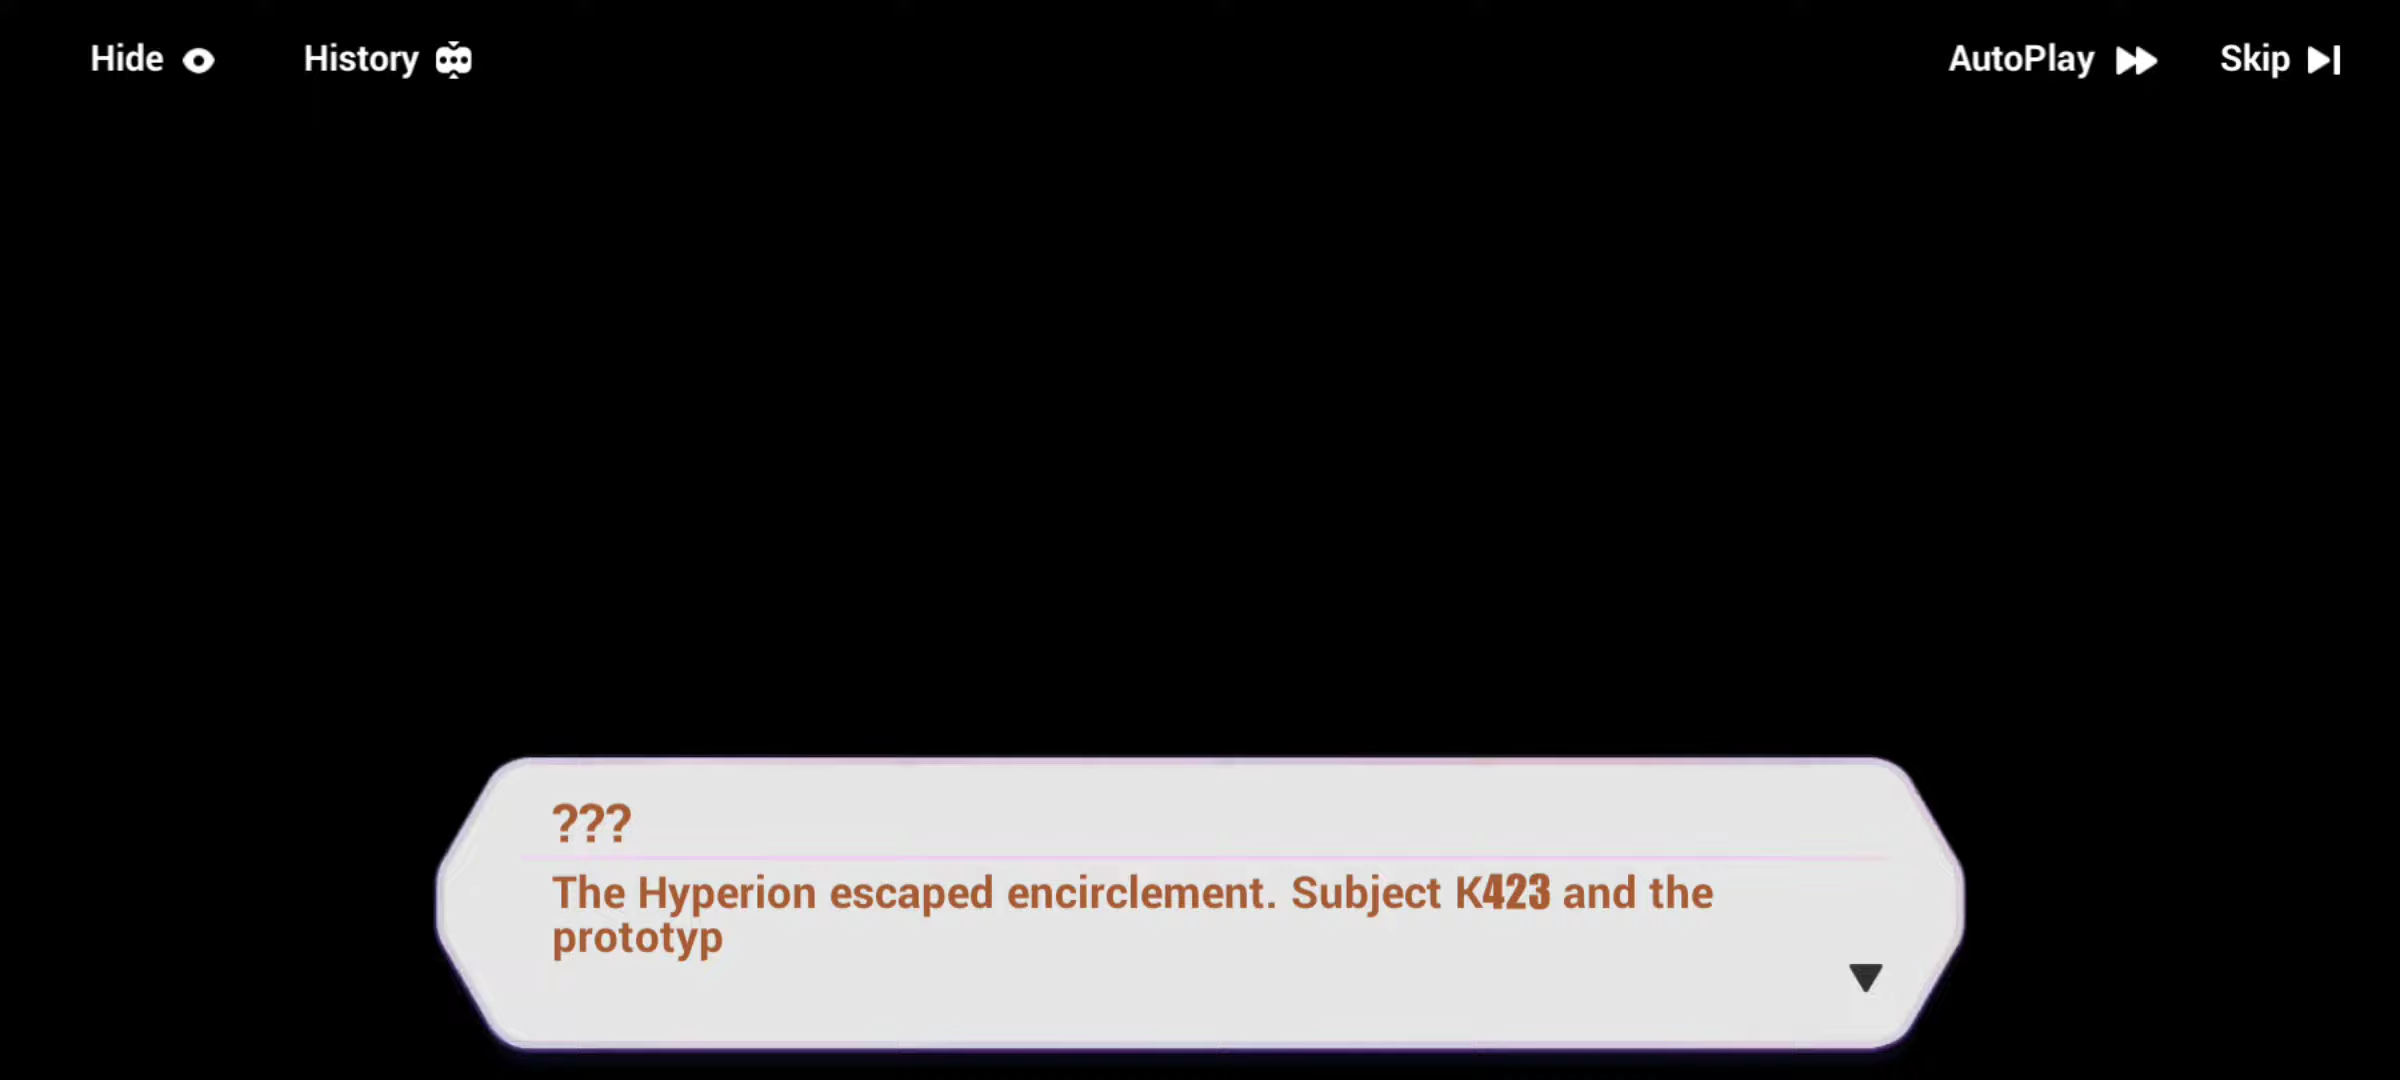 Hide
History
AutoPlay
Skip
???
The Hyperion escaped encirclement. Subject K423 and the
prototyp